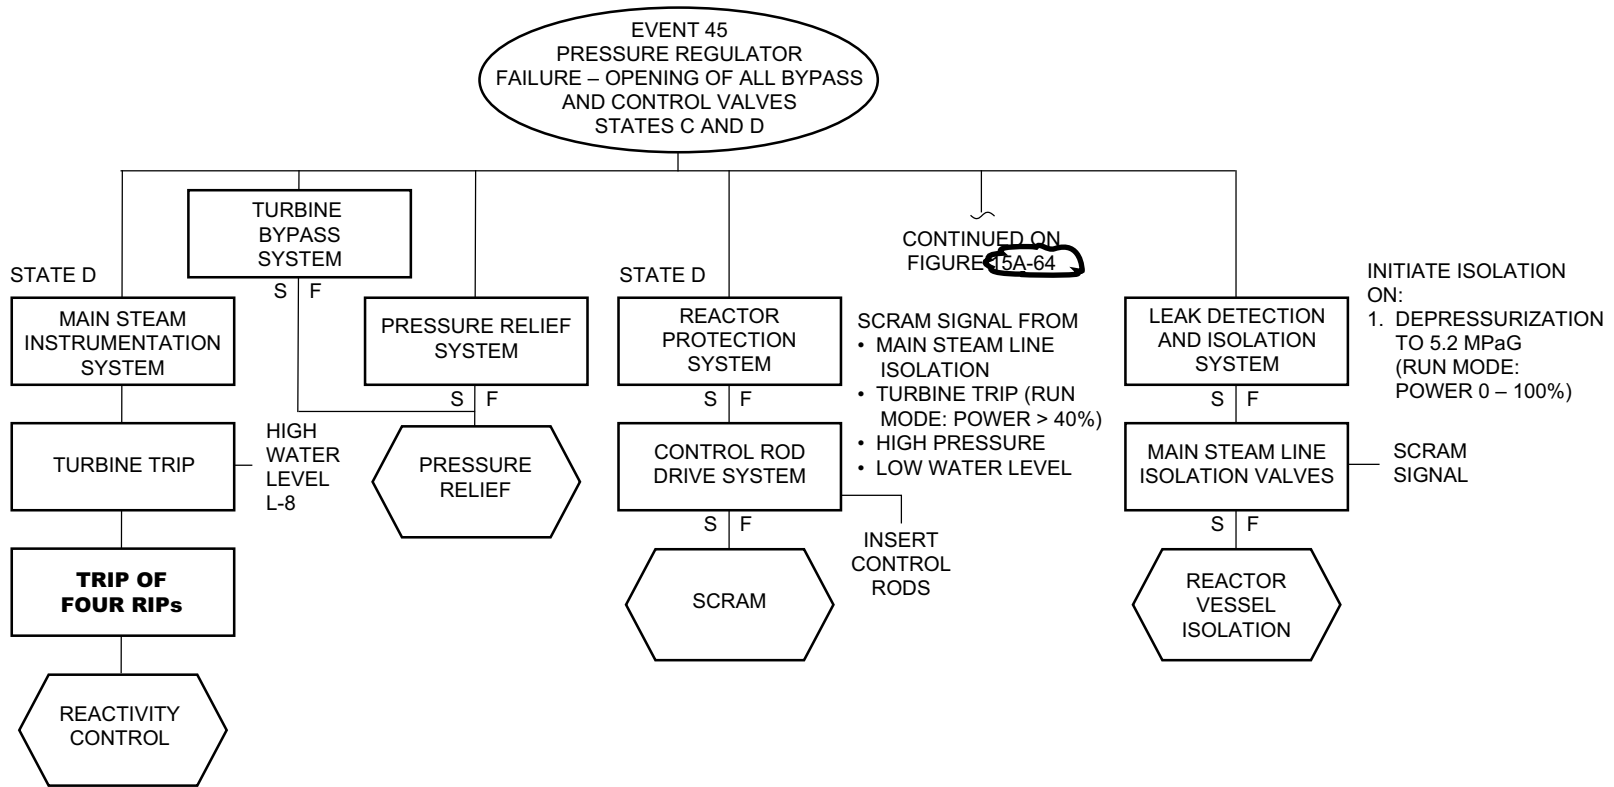 EVENT 45
PRESSURE REGULATOR
FAILURE – OPENING OF ALL BYPASS
AND CONTROL VALVES
STATES C AND D
TURBINE
BYPASS
SYSTEM
S F
STATE D
MAIN STEAM
INSTRUMENTATION
SYSTEM
TURBINE TRIP
HIGH
WATER
LEVEL
L-8
TRIP OF
FOUR RIPs
REACTIVITY
CONTROL
PRESSURE RELIEF
SYSTEM
S F
PRESSURE
RELIEF
STATE D
REACTOR
PROTECTION
SYSTEM
S F
CONTROL ROD
DRIVE SYSTEM
S F
SCRAM
INSERT
CONTROL
RODS
SCRAM SIGNAL FROM
• MAIN STEAM LINE
ISOLATION
• TURBINE TRIP (RUN
MODE: POWER > 40%)
• HIGH PRESSURE
• LOW WATER LEVEL
CONTINUED ON
FIGURE 15A-64
LEAK DETECTION
AND ISOLATION
SYSTEM
S F
MAIN STEAM LINE
ISOLATION VALVES
S F
REACTOR
VESSEL
ISOLATION
SCRAM
SIGNAL
INITIATE ISOLATION
ON:
1. DEPRESSURIZATION
TO 5.2 MPaG
(RUN MODE:
POWER 0 – 100%)